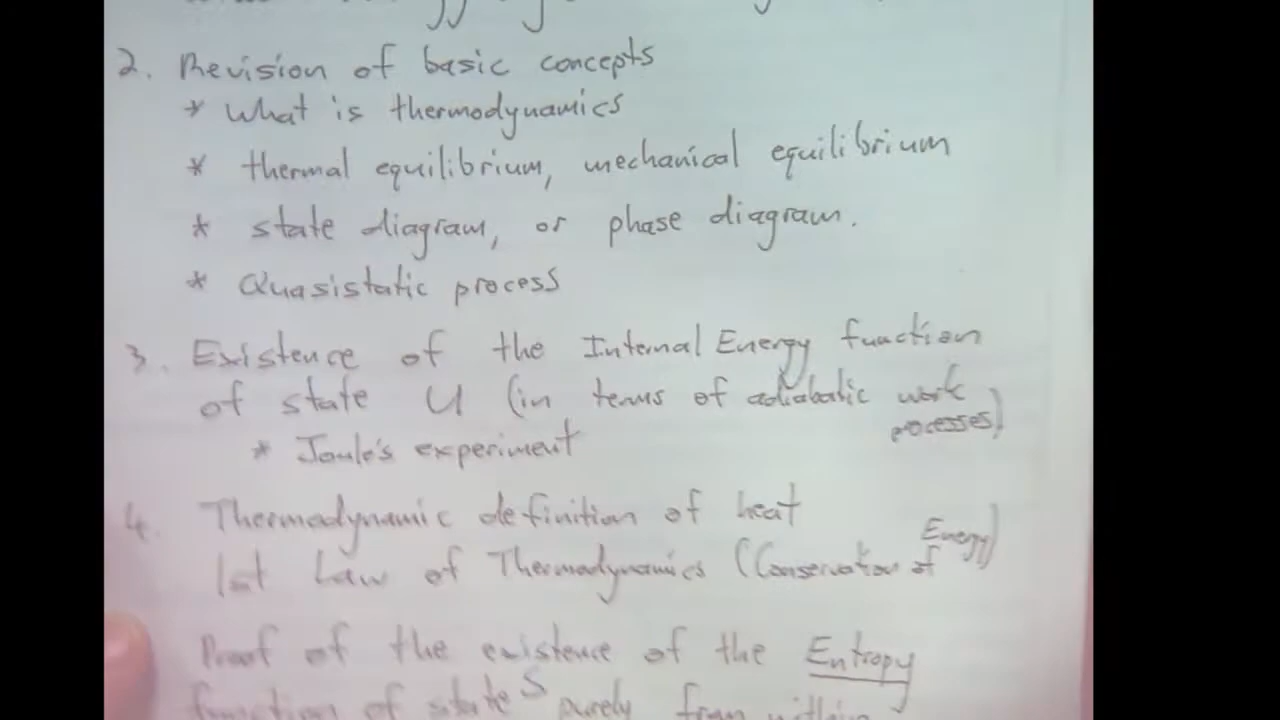 2. Revision of basic concepts
* What is thermodynamics
* thermal equilibrium, mechanical equilibrium
* state diagram, or phase diagram.
* Quasistatic process
3. Existence of the Internal Energy function
of state U (in terms of adiabatic work
processes)
* Joule's experiment
4. Thermodynamic definition of heat
1st Law of Thermodynamics (Conservation of
Energy)
Proof of the existence of the Entropy
function of state S purely from within